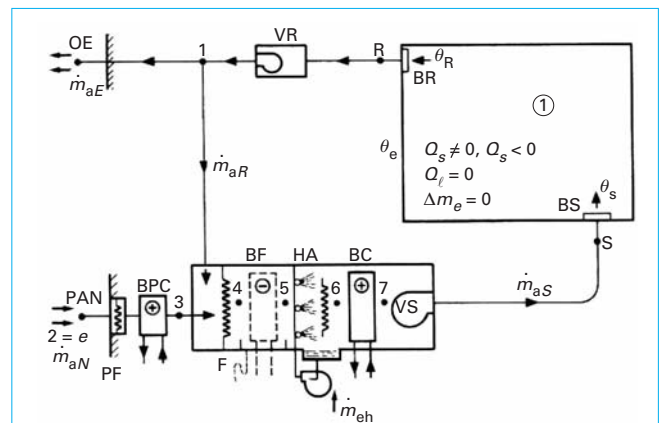 OE
ṁaE
1
VR
R
θR
BR
①
θe
Qs ≠ 0, Qs < 0
Qℓ = 0
Δme = 0
θs
BS
S
ṁaR
BF
HA
BC
PAN
BPC
3
4
5
6
7
VS
ṁaS
2 = e
ṁaN
PF
F
ṁeh